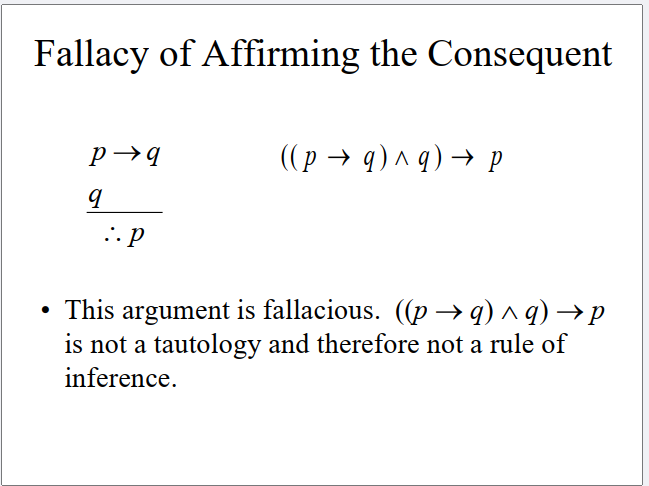 Fallacy of Affirming the Consequent
p → q
((p → q) ∧ q) → p
q
∴ p
• This argument is fallacious. ((p → q) ∧ q) → p
is not a tautology and therefore not a rule of
inference.